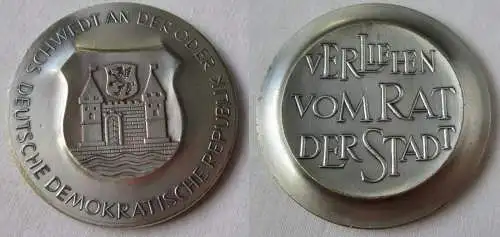 SCHWEDT AN DER ODER
DEUTSCHE DEMOKRATISCHE REPUBLIK
VERLIEHEN
VOM RAT
DER STADT